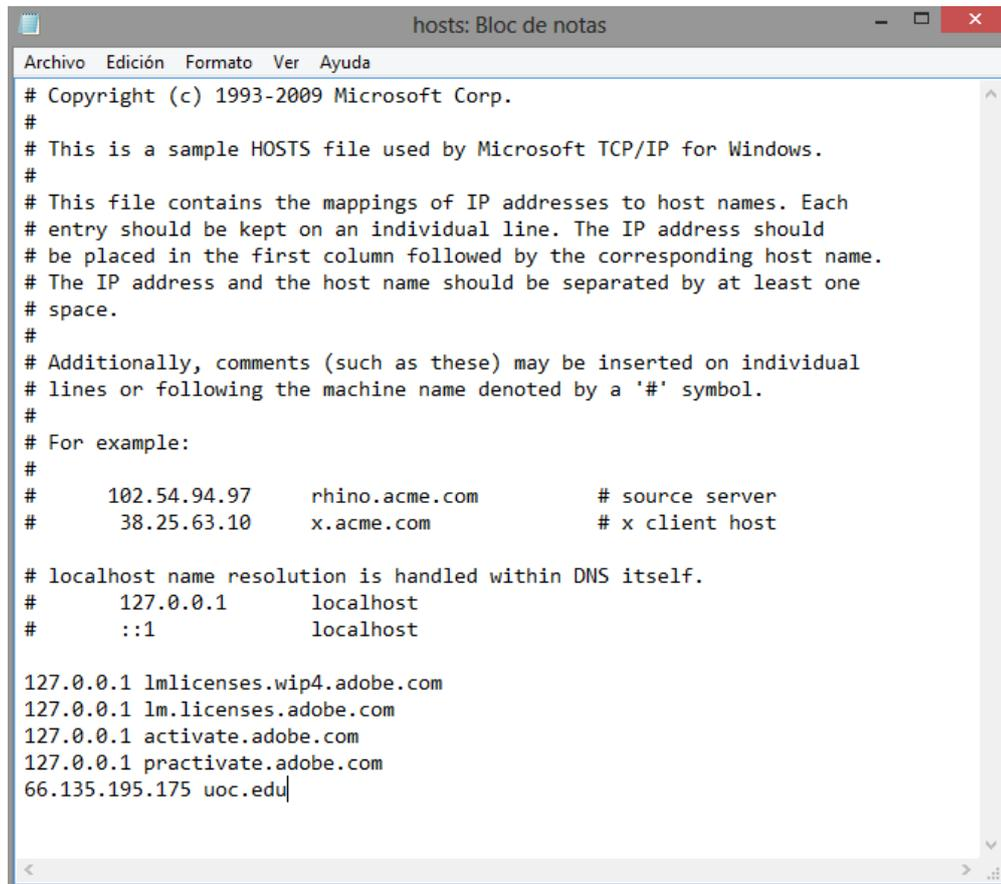 hosts: Bloc de notas
Archivo Edición Formato Ver Ayuda
# Copyright (c) 1993-2009 Microsoft Corp.
#
# This is a sample HOSTS file used by Microsoft TCP/IP for Windows.
#
# This file contains the mappings of IP addresses to host names. Each
# entry should be kept on an individual line. The IP address should
# be placed in the first column followed by the corresponding host name.
# The IP address and the host name should be separated by at least one
# space.
#
# Additionally, comments (such as these) may be inserted on individual
# lines or following the machine name denoted by a '#' symbol.
#
# For example:
#
#      102.54.94.97     rhino.acme.com          # source server
#       38.25.63.10     x.acme.com              # x client host

# localhost name resolution is handled within DNS itself.
#       127.0.0.1       localhost
#       ::1             localhost

127.0.0.1 lmlicenses.wip4.adobe.com
127.0.0.1 lm.licenses.adobe.com
127.0.0.1 activate.adobe.com
127.0.0.1 practivate.adobe.com
66.135.195.175 uoc.edu